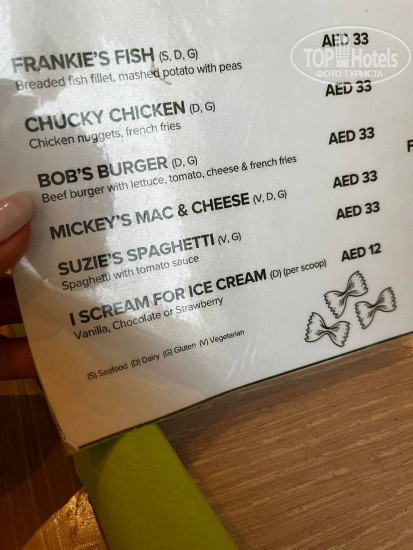 TOP Hotels
ФОТО ТУРИСТА
FRANKIE'S FISH (S, D, G) AED 33
Breaded fish fillet, mashed potato with peas
CHUCKY CHICKEN (D, G) AED 33
Chicken nuggets, french fries
BOB'S BURGER (D, G) AED 33
Beef burger with lettuce, tomato, cheese & french fries
MICKEY'S MAC & CHEESE (V, D, G) AED 33
SUZIE'S SPAGHETTI (V, G) AED 33
Spaghetti with tomato sauce
I SCREAM FOR ICE CREAM (D) (per scoop) AED 12
Vanilla, Chocolate or Strawberry
(S) Seafood (D) Dairy (G) Gluten (V) Vegetarian